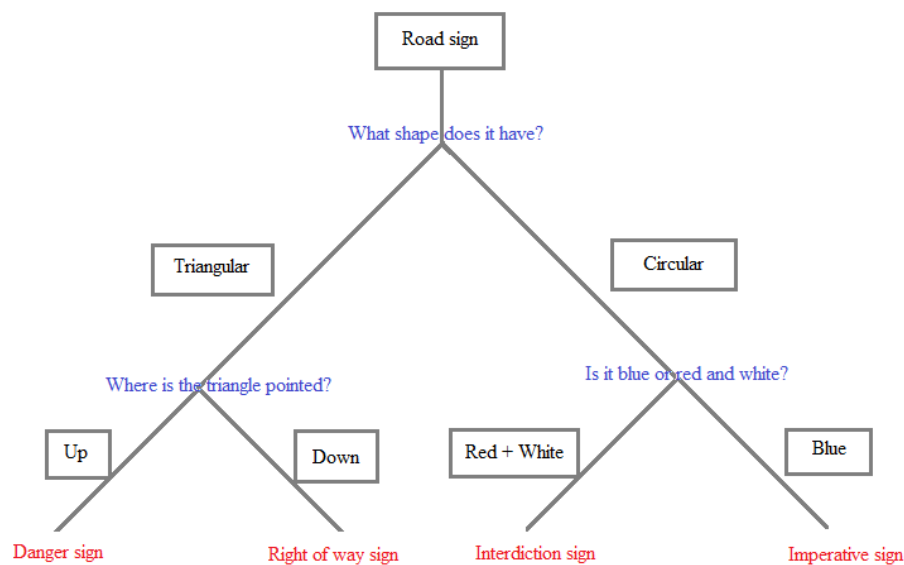 Road sign
What shape does it have?
Triangular
Circular
Where is the triangle pointed?
Is it blue or red and white?
Up
Down
Red + White
Blue
Danger sign
Right of way sign
Interdiction sign
Imperative sign